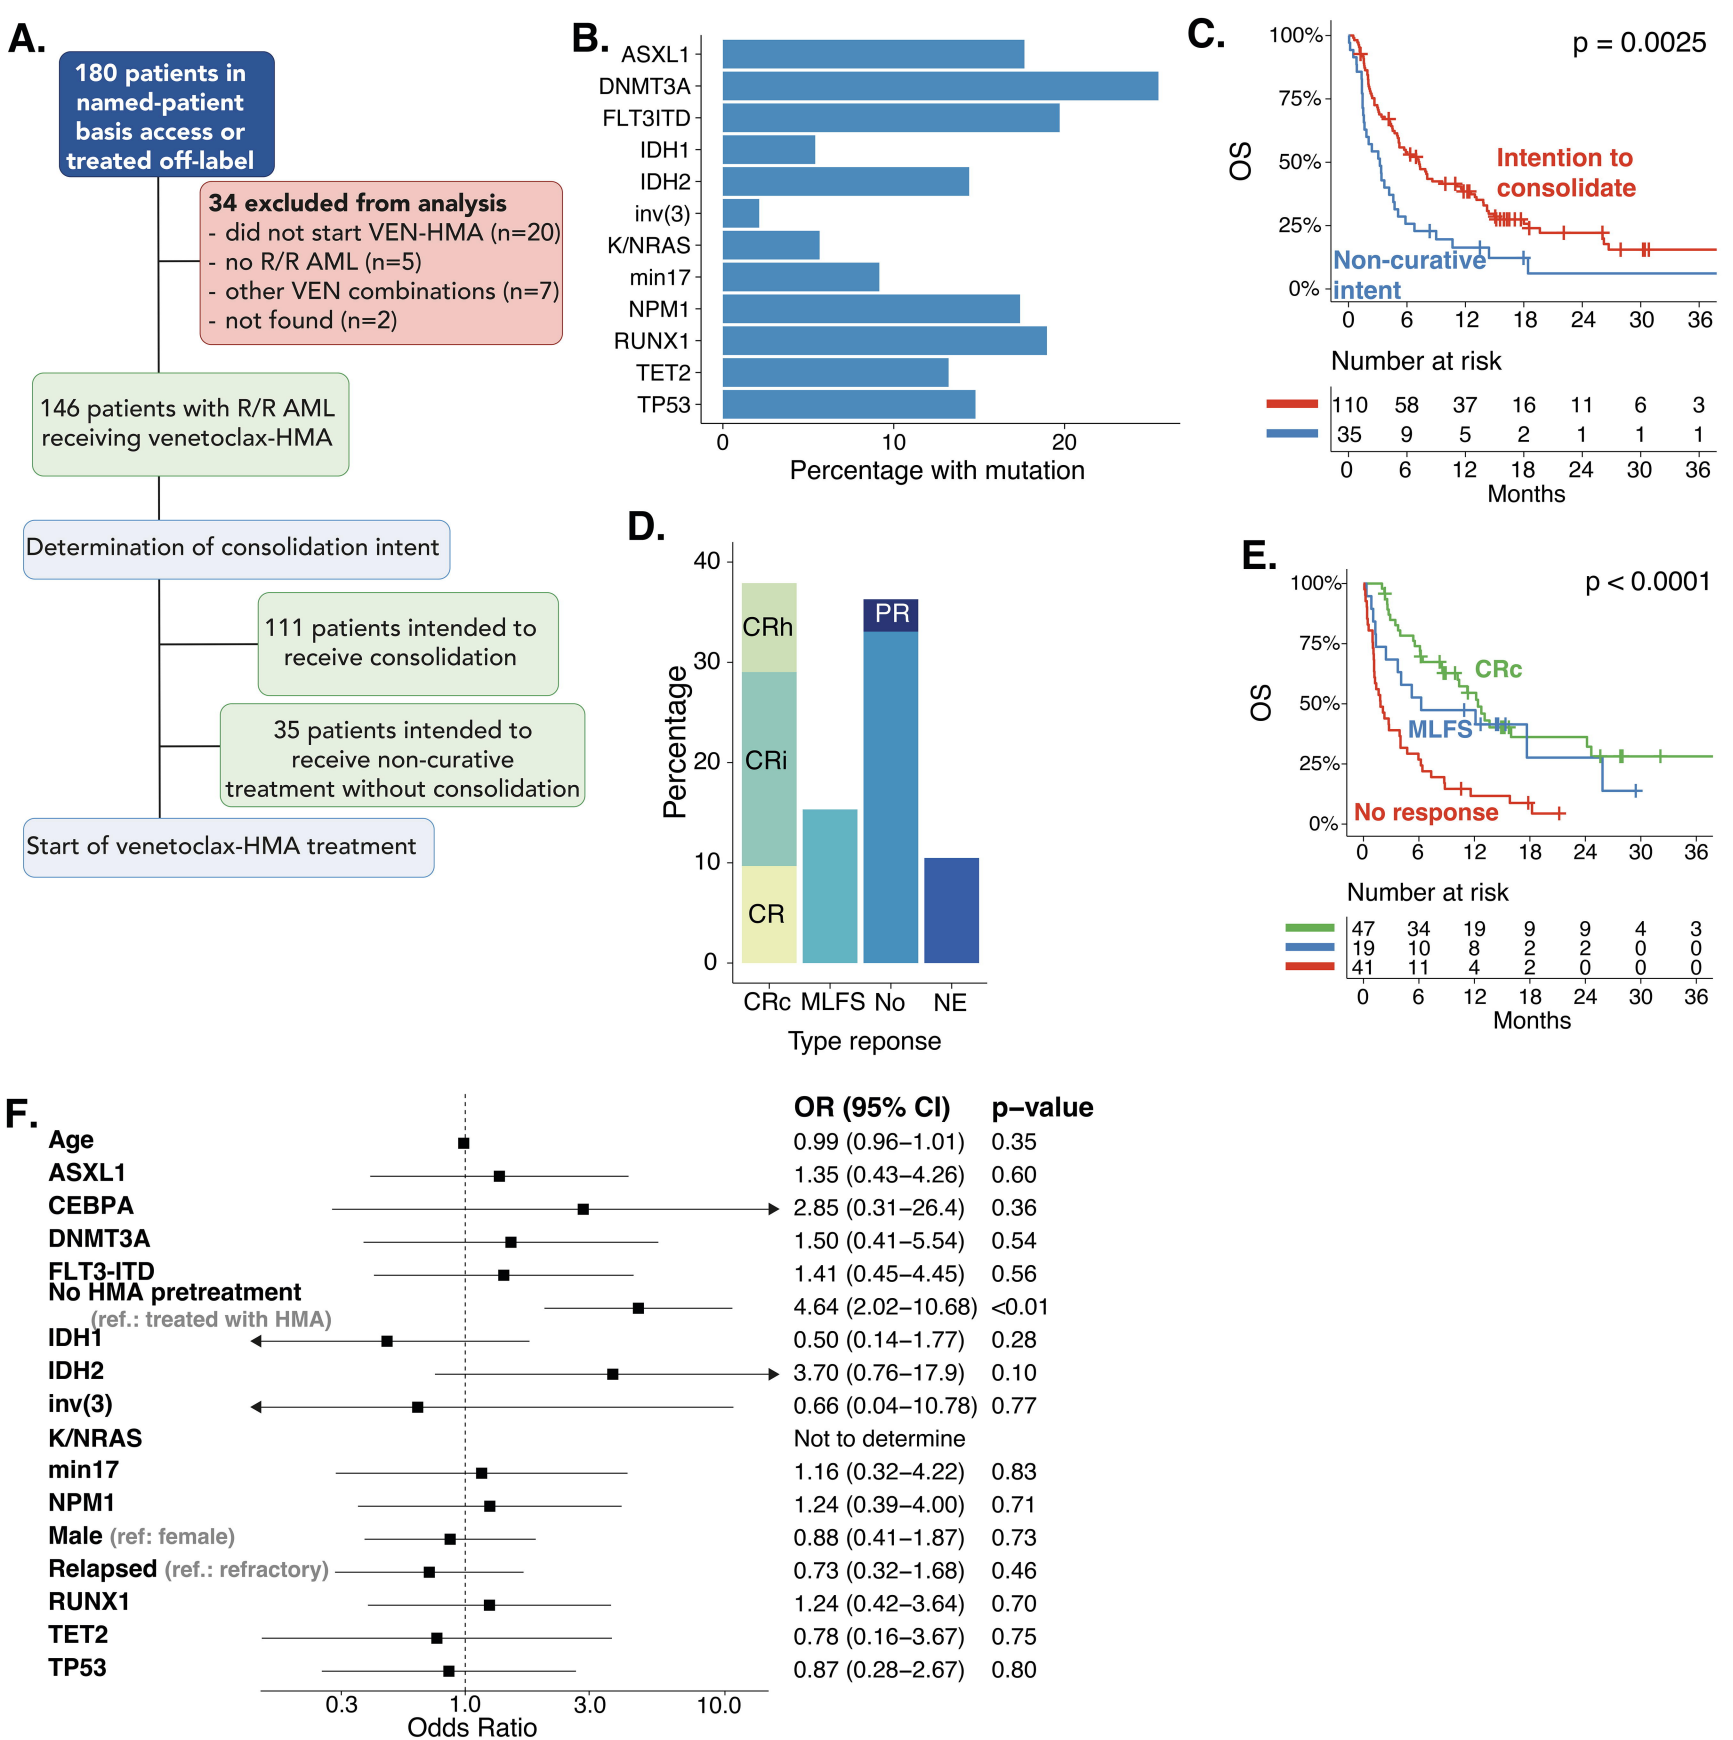 A.
180 patients in
named-patient
basis access or
treated off-label
34 excluded from analysis
- did not start VEN-HMA (n=20)
- no R/R AML (n=5)
- other VEN combinations (n=7)
- not found (n=2)
146 patients with R/R AML
receiving venetoclax-HMA
Determination of consolidation intent
111 patients intended to
receive consolidation
35 patients intended to
receive non-curative
treatment without consolidation
Start of venetoclax-HMA treatment
B.
ASXL1
DNMT3A
FLT3ITD
IDH1
IDH2
inv(3)
K/NRAS
min17
NPM1
RUNX1
TET2
TP53
0 10 20
Percentage with mutation
C.
p = 0.0025
100%
75%
50%
25%
0%
OS
Intention to
consolidate
Non-curative
intent
0 6 12 18 24 30 36
Number at risk
110 58 37 16 11 6 3
35 9 5 2 1 1 1
0 6 12 18 24 30 36
Months
D.
40
30
20
10
0
Percentage
CRh
CRi
CR
PR
CRc MLFS No NE
Type reponse
E.
p < 0.0001
100%
75%
50%
25%
0%
OS
CRc
MLFS
No response
0 6 12 18 24 30 36
Number at risk
47 34 19 9 9 4 3
19 10 8 2 2 0 0
41 11 4 2 0 0 0
0 6 12 18 24 30 36
Months
F.
OR (95% CI) p−value
Age 0.99 (0.96−1.01) 0.35
ASXL1 1.35 (0.43−4.26) 0.60
CEBPA 2.85 (0.31−26.4) 0.36
DNMT3A 1.50 (0.41−5.54) 0.54
FLT3-ITD 1.41 (0.45−4.45) 0.56
No HMA pretreatment 4.64 (2.02−10.68) <0.01
(ref.: treated with HMA)
IDH1 0.50 (0.14−1.77) 0.28
IDH2 3.70 (0.76−17.9) 0.10
inv(3) 0.66 (0.04−10.78) 0.77
K/NRAS Not to determine
min17 1.16 (0.32−4.22) 0.83
NPM1 1.24 (0.39−4.00) 0.71
Male (ref: female) 0.88 (0.41−1.87) 0.73
Relapsed (ref.: refractory) 0.73 (0.32−1.68) 0.46
RUNX1 1.24 (0.42−3.64) 0.70
TET2 0.78 (0.16−3.67) 0.75
TP53 0.87 (0.28−2.67) 0.80
0.3 1.0 3.0 10.0
Odds Ratio